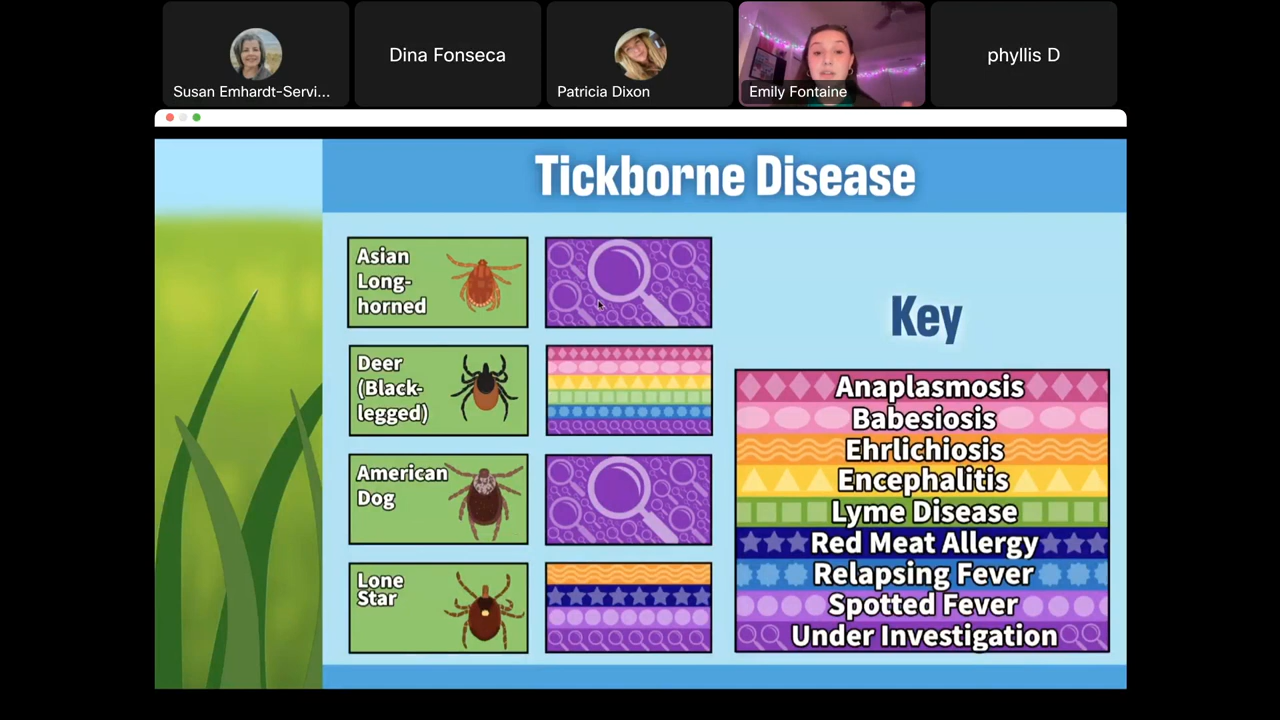 Susan Emhardt-Servi...
Dina Fonseca
Patricia Dixon
Emily Fontaine
phyllis D
Tickborne Disease
Asian
Long-
horned
Deer
(Black-
legged)
American
Dog
Lone
Star
Key
Anaplasmosis
Babesiosis
Ehrlichiosis
Encephalitis
Lyme Disease
Red Meat Allergy
Relapsing Fever
Spotted Fever
Under Investigation